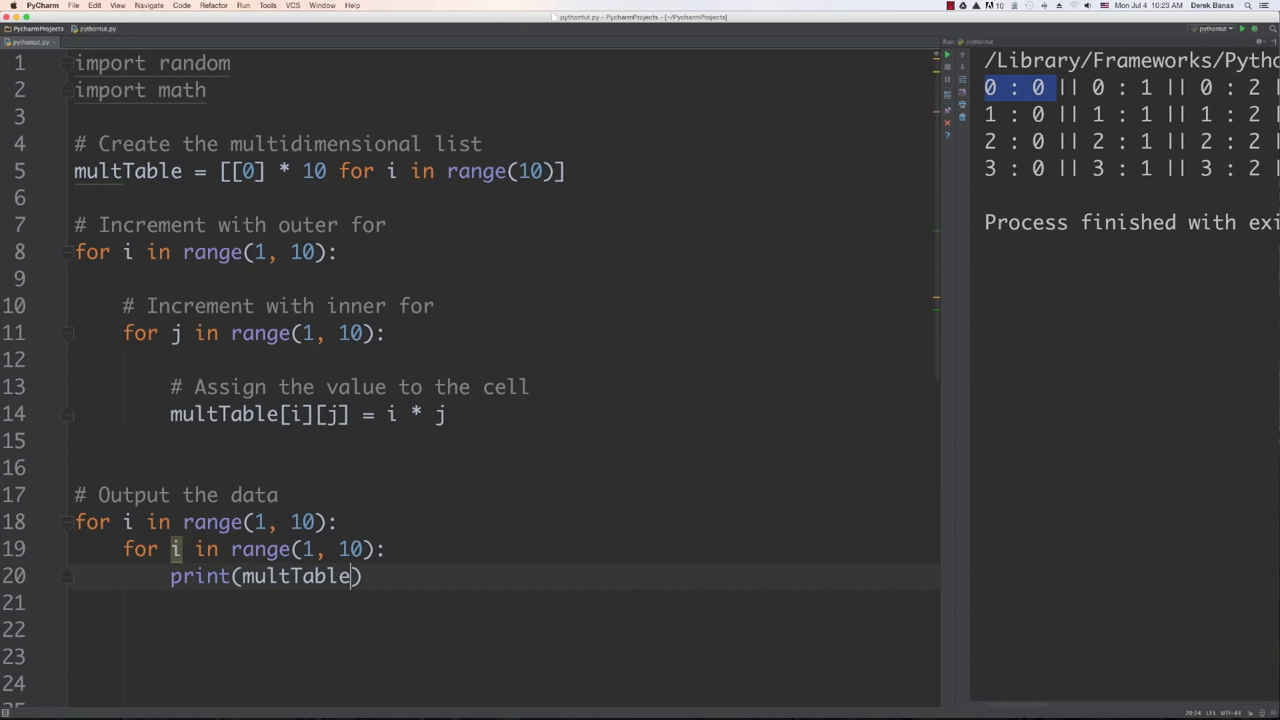 PyCharm File Edit View Navigate Code Refactor Run Tools VCS Window Help
10 Mon Jul 4 10:23 AM Derek Banas
pythontut.py - PycharmProjects - [~/PycharmProjects]
PycharmProjects pythontut.py pythontut
pythontut.py
Run: pythontut
1 import random
2 import math
3
4 # Create the multidimensional list
5 multTable = [[0] * 10 for i in range(10)]
6
7 # Increment with outer for
8 for i in range(1, 10):
9
10 # Increment with inner for
11 for j in range(1, 10):
12
13 # Assign the value to the cell
14 multTable[i][j] = i * j
15
16
17 # Output the data
18 for i in range(1, 10):
19 for i in range(1, 10):
20 print(multTable)
21
22
23
24
/Library/Frameworks/Pytho
0 : 0 || 0 : 1 || 0 : 2 |
1 : 0 || 1 : 1 || 1 : 2 |
2 : 0 || 2 : 1 || 2 : 2 |
3 : 0 || 3 : 1 || 3 : 2 |
Process finished with exi
20:24 LF‡ UTF-8‡